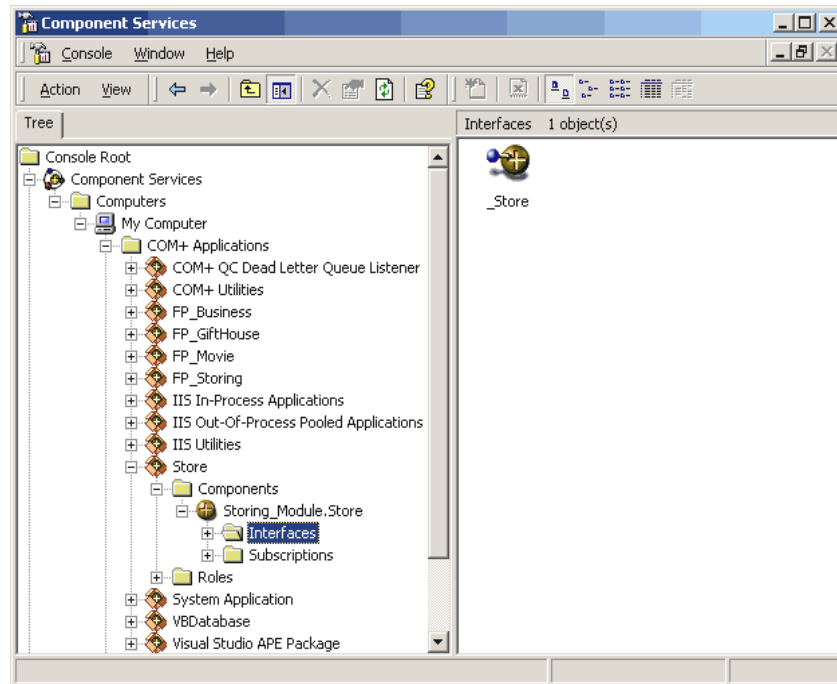 Component Services
Console Window Help
Action View
Tree
Interfaces 1 object(s)
Console Root
Component Services
Computers
My Computer
COM+ Applications
COM+ QC Dead Letter Queue Listener
COM+ Utilities
FP_Business
FP_GiftHouse
FP_Movie
FP_Storing
IIS In-Process Applications
IIS Out-Of-Process Pooled Applications
IIS Utilities
Store
Components
Storing_Module.Store
Interfaces
Subscriptions
Roles
System Application
VBDatabase
Visual Studio APE Package
_Store